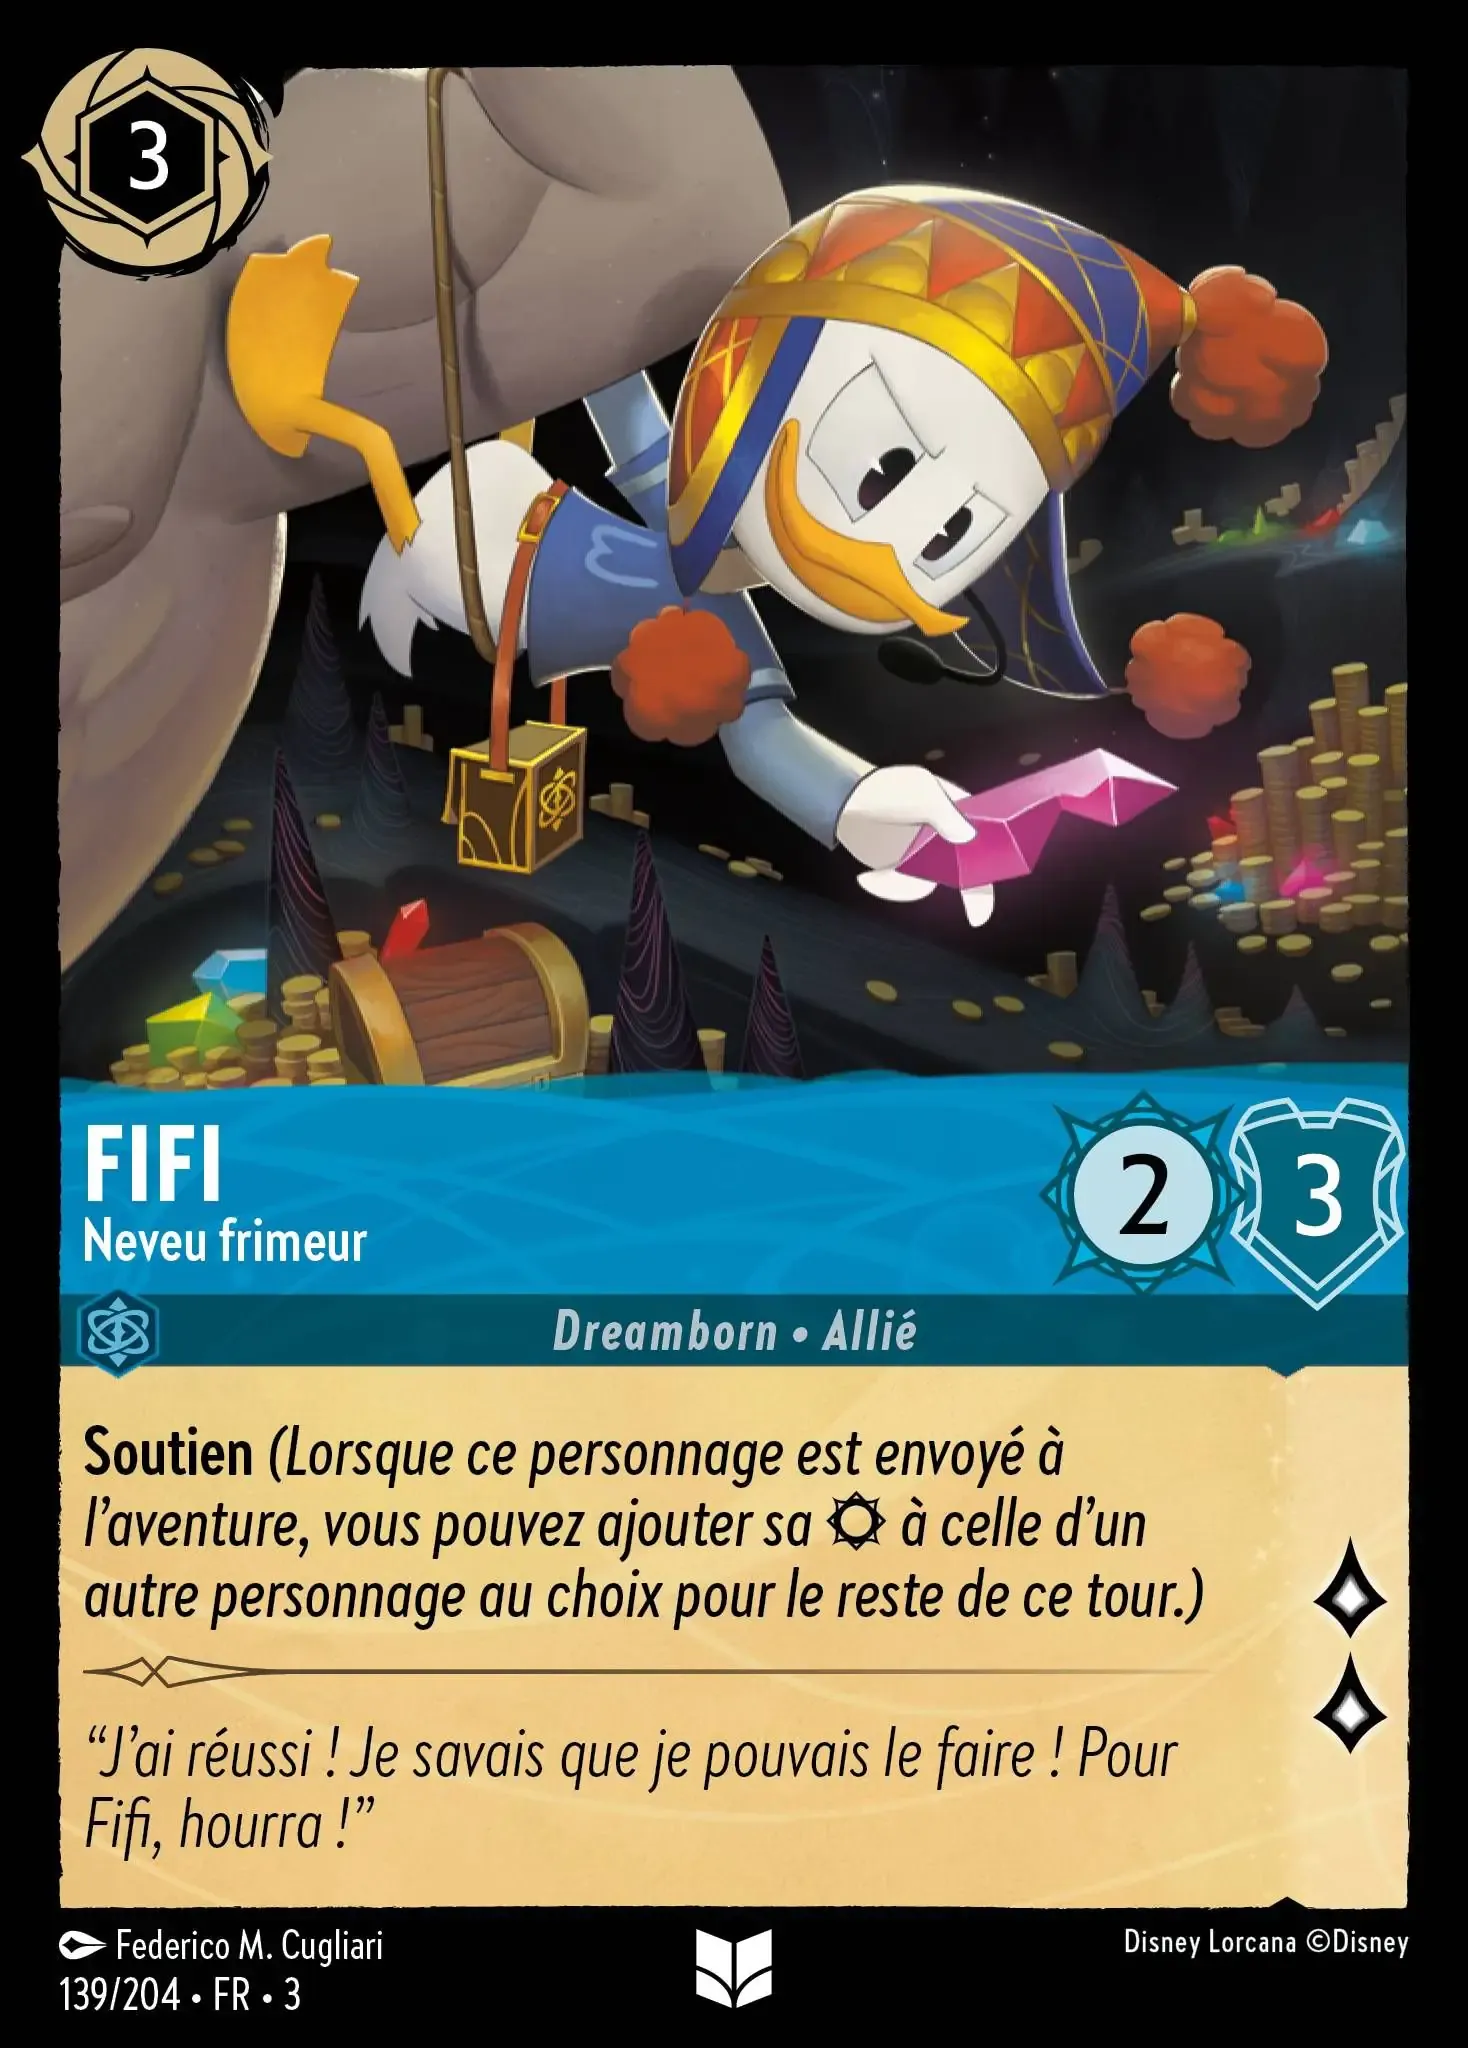 3
FIFI
Neveu frimeur
2
3
Dreamborn • Allié
Soutien (Lorsque ce personnage est envoyé à
l’aventure, vous pouvez ajouter sa à celle d’un
autre personnage au choix pour le reste de ce tour.)
“J’ai réussi ! Je savais que je pouvais le faire ! Pour
Fifi, hourra !”
Federico M. Cugliari
139/204 • FR • 3
Disney Lorcana ©Disney